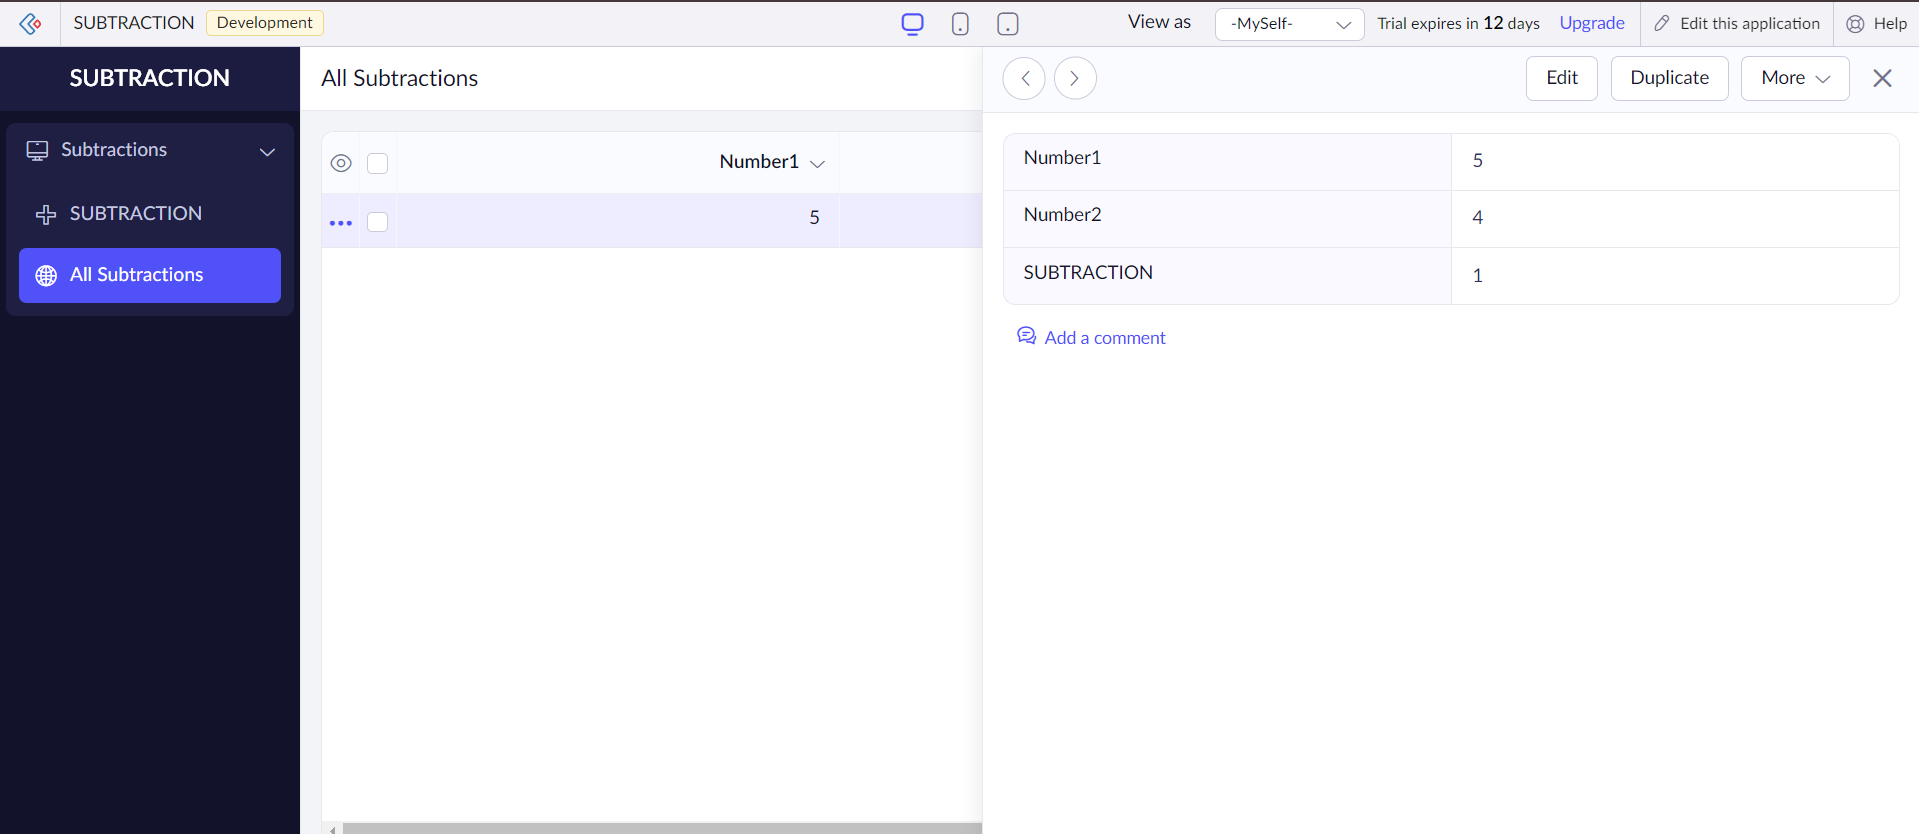 SUBTRACTION Development View as -MySelf- Trial expires in 12 days Upgrade Edit this application Help
SUBTRACTION
Subtractions
SUBTRACTION
All Subtractions
All Subtractions
Number1
5
Edit Duplicate More
Number1 5
Number2 4
SUBTRACTION 1
Add a comment